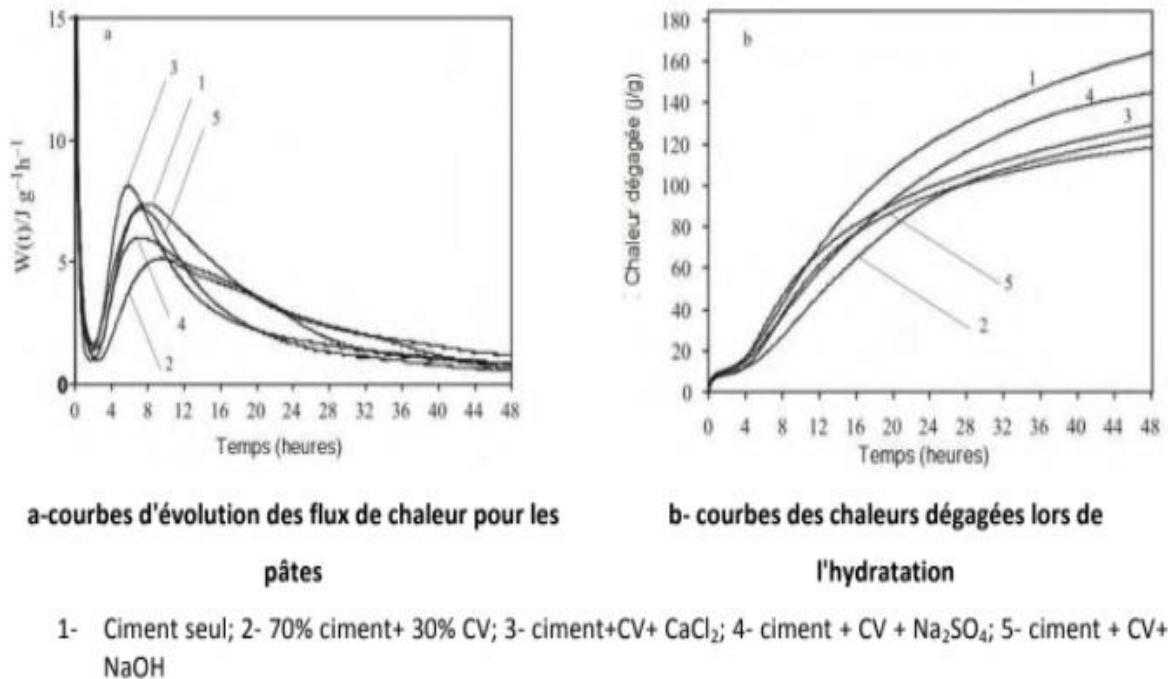 a
3
1
5
4
2
W(t)/J g⁻¹h⁻¹
15
10
5
0
0 4 8 12 16 20 24 28 32 36 40 44 48
Temps (heures)
b
1
4
3
5
2
: Chaleur dégagée (j/g)
180
160
140
120
100
80
60
40
20
0
0 4 8 12 16 20 24 28 32 36 40 44 48
Temps (heures)
a-courbes d'évolution des flux de chaleur pour les
pâtes
b- courbes des chaleurs dégagées lors de
l'hydratation
1- Ciment seul; 2- 70% ciment+ 30% CV; 3- ciment+CV+ CaCl₂; 4- ciment + CV + Na₂SO₄; 5- ciment + CV+
NaOH